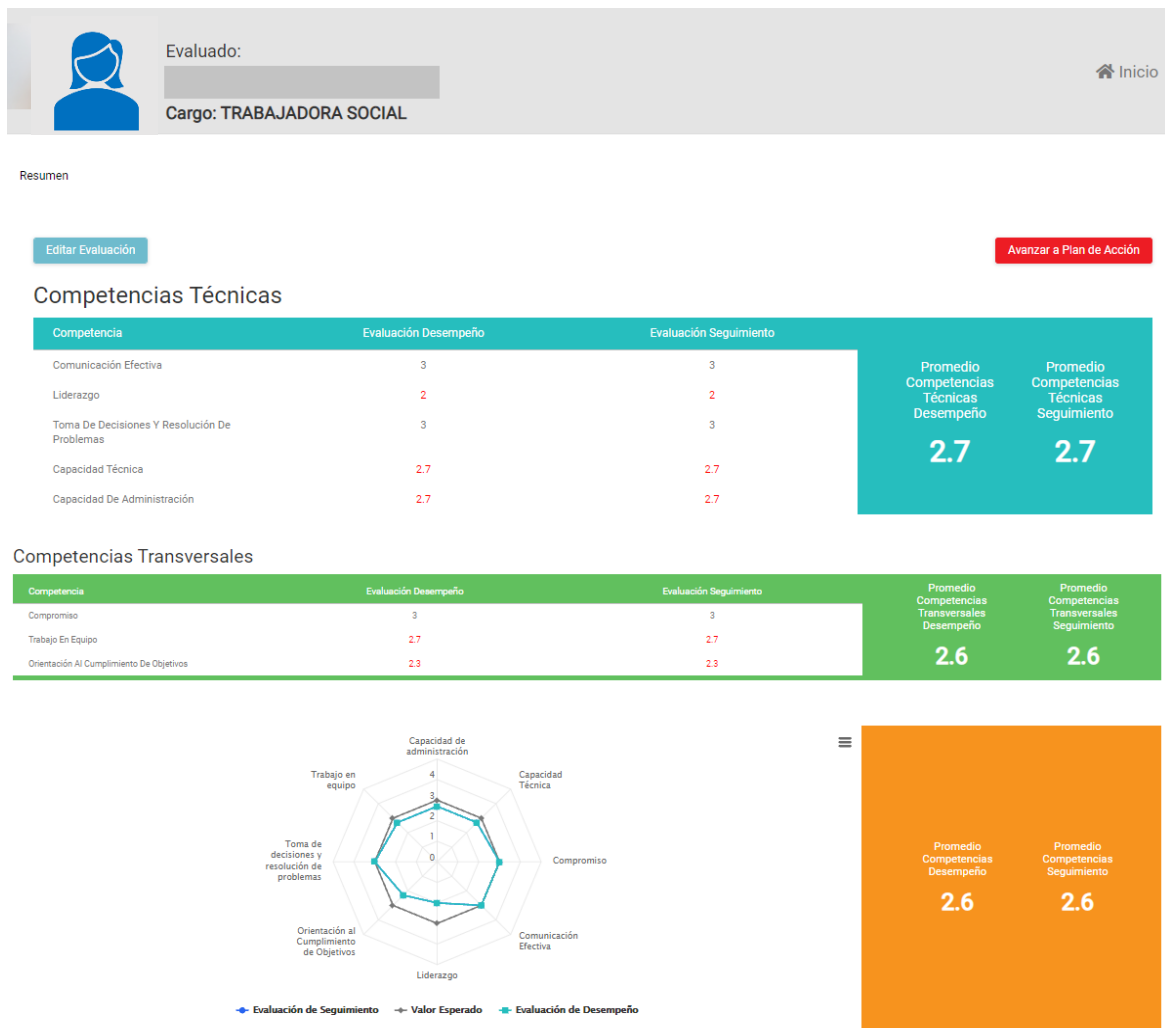 Evaluado:
Inicio
Cargo: TRABAJADORA SOCIAL
Resumen
Editar Evaluación
Avanzar a Plan de Acción
Competencias Técnicas
Competencia Evaluación Desempeño Evaluación Seguimiento
Comunicación Efectiva 3 3
Liderazgo 2 2
Toma De Decisiones Y Resolución De
Problemas
3 3
Capacidad Técnica 2.7 2.7
Capacidad De Administración 2.7 2.7
Promedio
Competencias
Técnicas
Desempeño
2.7
Promedio
Competencias
Técnicas
Seguimiento
2.7
Competencias Transversales
Competencia Evaluación Desempeño Evaluación Seguimiento
Compromiso 3 3
Trabajo En Equipo 2.7 2.7
Orientación Al Cumplimiento De Objetivos 2.3 2.3
Promedio
Competencias
Transversales
Desempeño
2.6
Promedio
Competencias
Transversales
Seguimiento
2.6
Capacidad de
administración
Capacidad
Técnica
Compromiso
Comunicación
Efectiva
Liderazgo
Orientación al
Cumplimiento
de Objetivos
Toma de
decisiones y
resolución de
problemas
Trabajo en
equipo
4
3
2
1
0
Evaluación de Seguimiento Valor Esperado Evaluación de Desempeño
Promedio
Competencias
Desempeño
2.6
Promedio
Competencias
Seguimiento
2.6